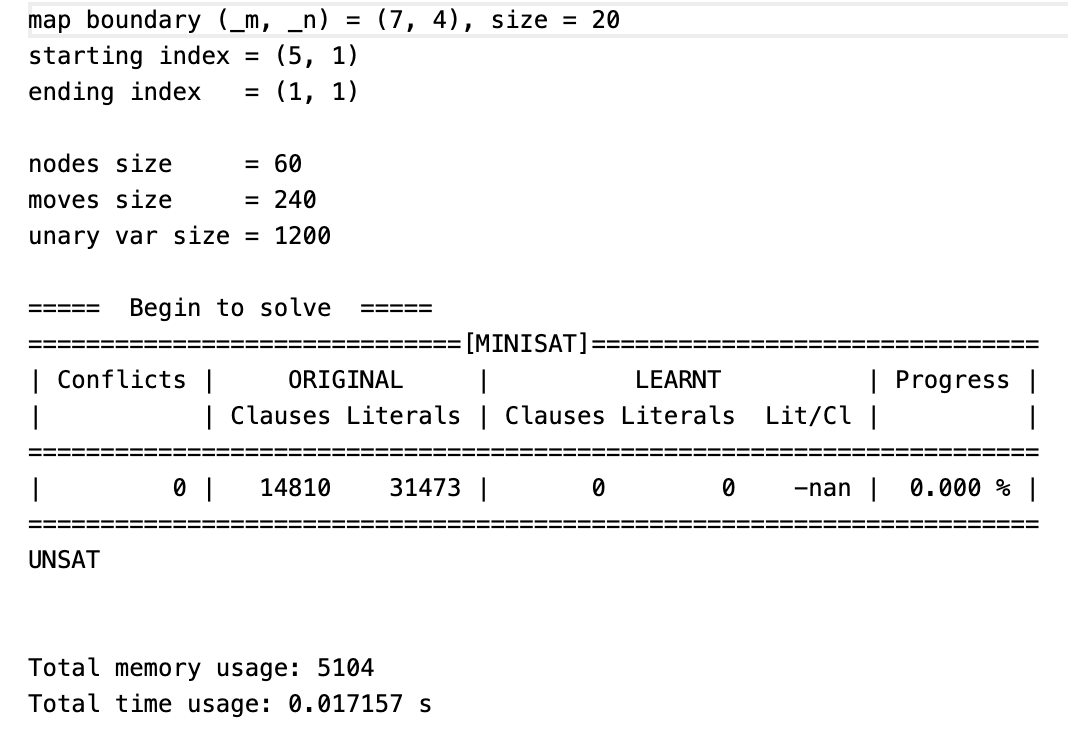 map boundary (_m, _n) = (7, 4), size = 20
starting index = (5, 1)
ending index   = (1, 1)
nodes size     = 60
moves size     = 240
unary var size = 1200
=====  Begin to solve  =====
==============================[MINISAT]===============================
| Conflicts |     ORIGINAL     |          LEARNT          | Progress |
|           | Clauses Literals | Clauses Literals  Lit/Cl |          |
======================================================================
|         0 |   14810    31473 |       0        0    -nan |  0.000 % |
======================================================================
UNSAT
Total memory usage: 5104
Total time usage: 0.017157 s